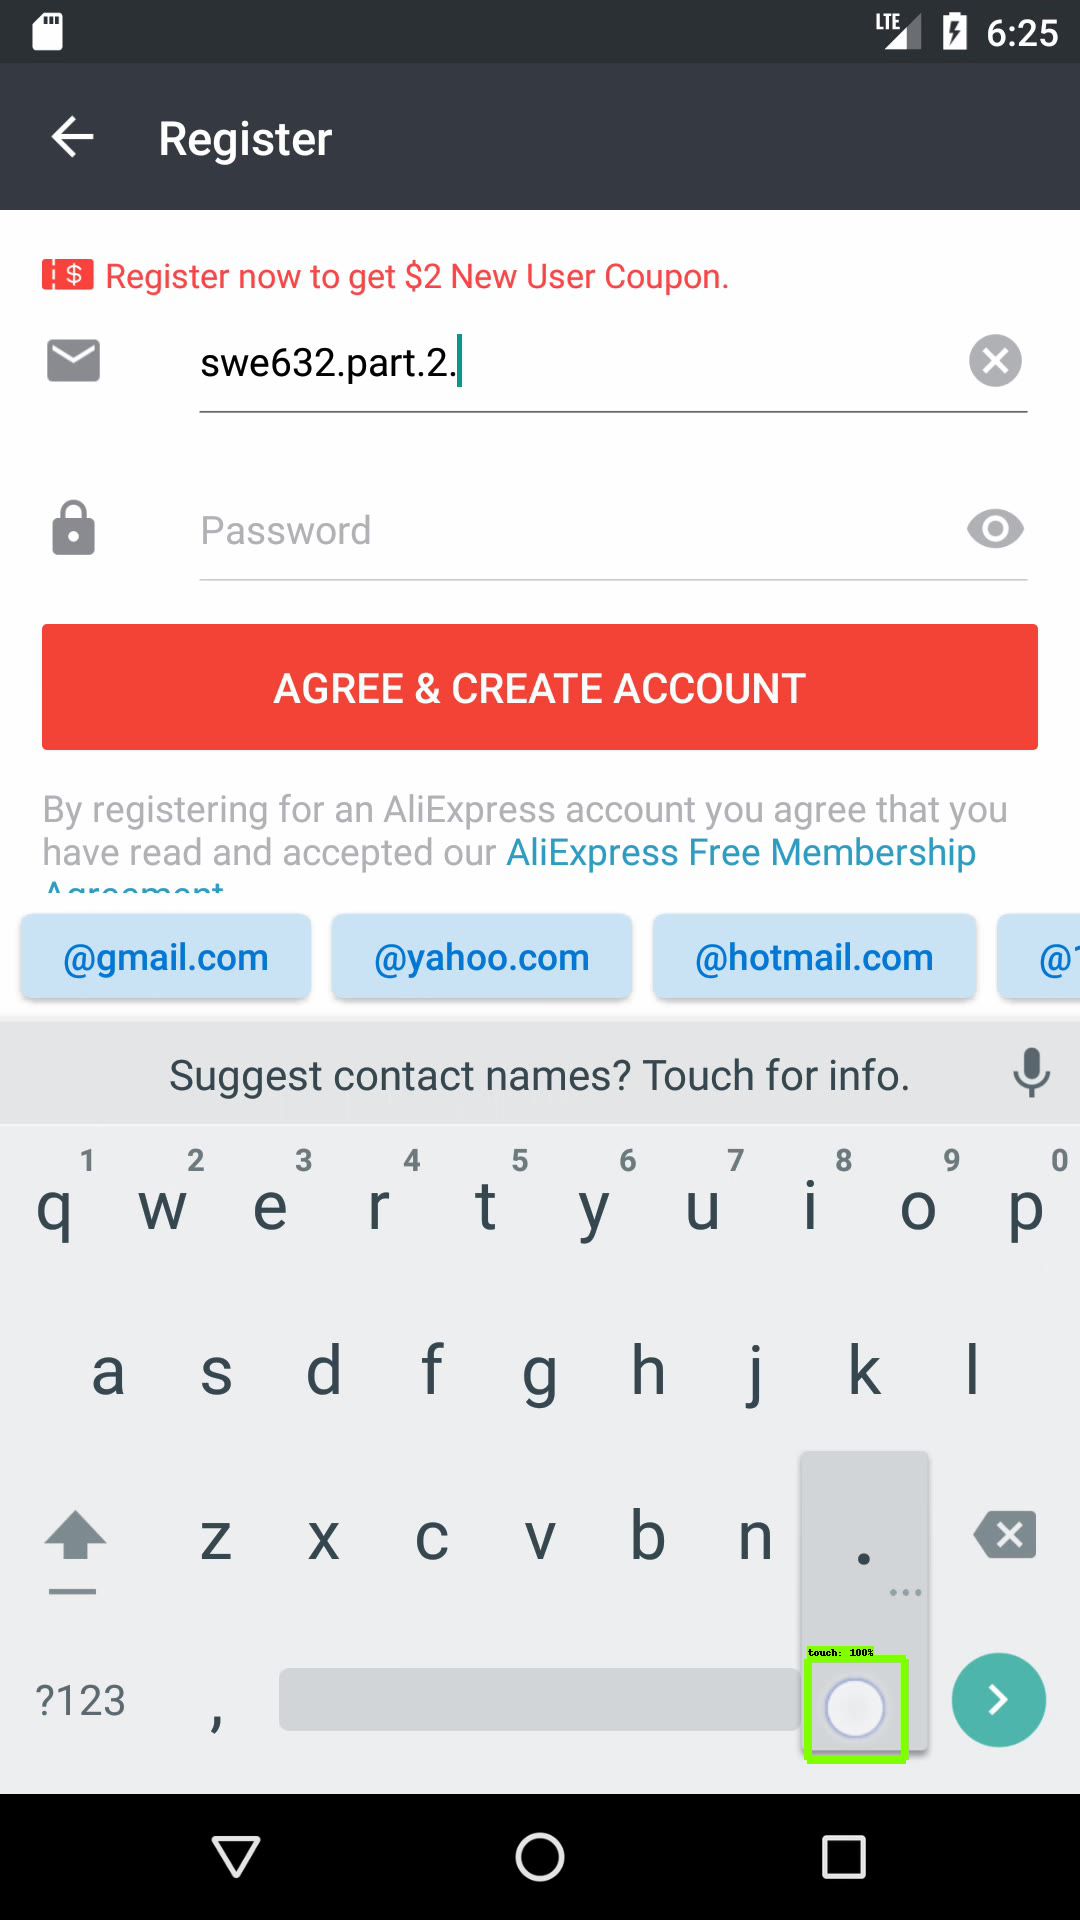 LTE 6:25
Register
$ Register now to get $2 New User Coupon.
swe632.part.2.
Password
AGREE & CREATE ACCOUNT
By registering for an AliExpress account you agree that you
have read and accepted our AliExpress Free Membership
Agreement
@gmail.com @yahoo.com @hotmail.com @1
Suggest contact names? Touch for info.
1 2 3 4 5 6 7 8 9 0
q w e r t y u i o p
a s d f g h j k l
z x c v b n .
...
touch: 100%
?123 ,